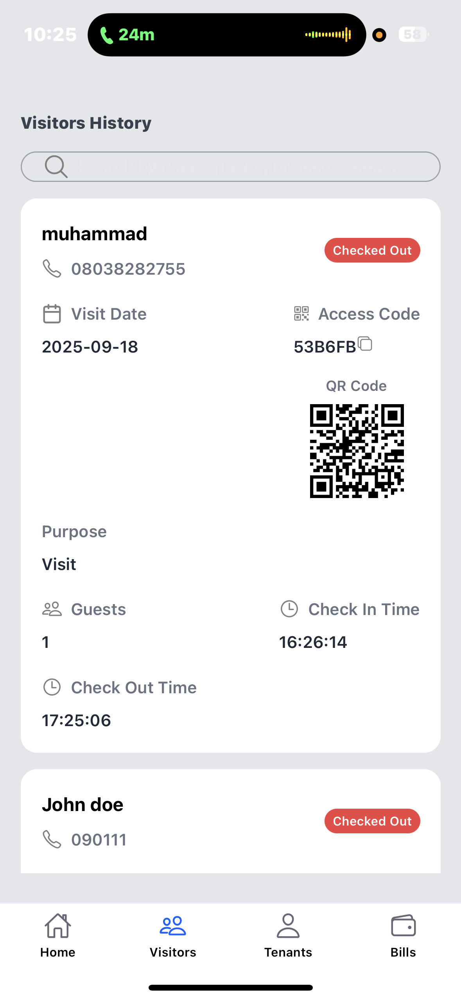 10:25
24m
58
Visitors History
Search by name, phone, or access code...
muhammad
Checked Out
08038282755
Visit Date
Access Code
2025-09-18
53B6FB
QR Code
Purpose
Visit
Guests
Check In Time
1
16:26:14
Check Out Time
17:25:06
John doe
Checked Out
090111
Home
Visitors
Tenants
Bills